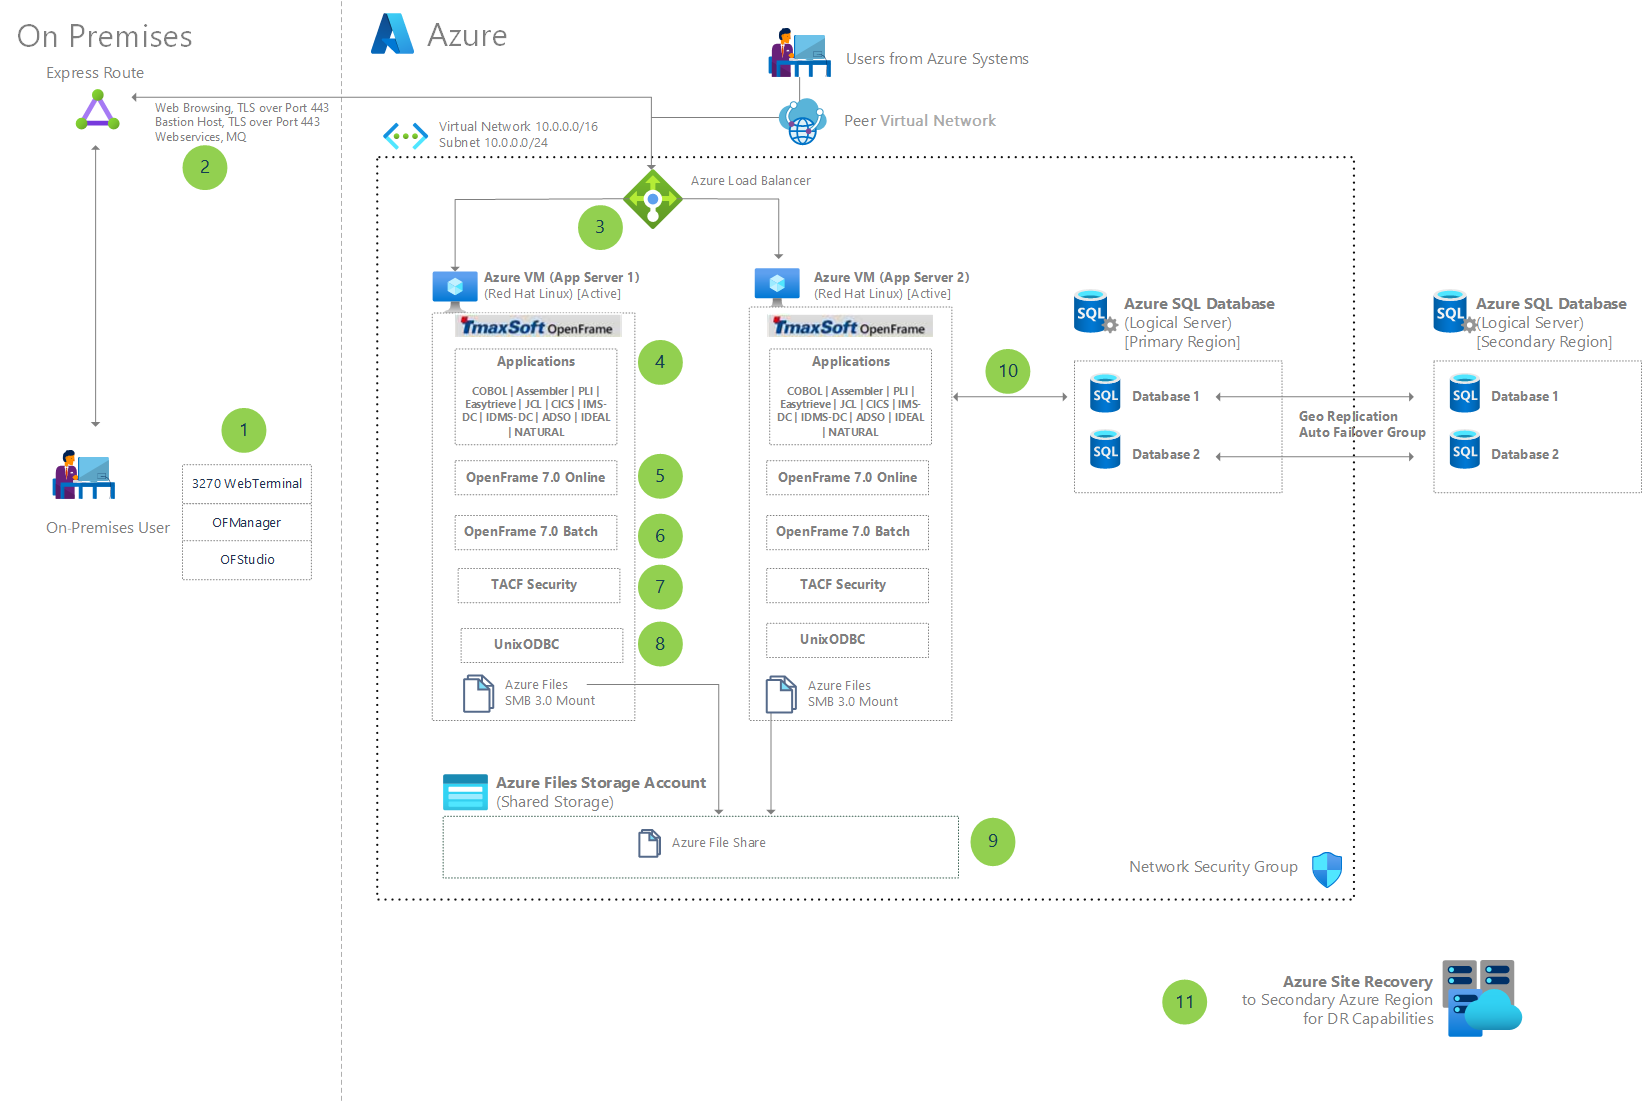 On Premises
Express Route
Web Browsing, TLS over Port 443
Bastion Host, TLS over Port 443
Webservices, MQ
2
1
3270 WebTerminal
OFManager
OFStudio
On-Premises User
Azure
Users from Azure Systems
Peer Virtual Network
Virtual Network 10.0.0.0/16
Subnet 10.0.0.0/24
Azure Load Balancer
3
Azure VM (App Server 1)
(Red Hat Linux) [Active]
TmaxSoft OpenFrame
Applications
COBOL | Assembler | PLI |
Easytrieve | JCL | CICS | IMS-
DC | IDMS-DC | ADSO | IDEAL
| NATURAL
4
OpenFrame 7.0 Online
5
OpenFrame 7.0 Batch
6
TACF Security
7
UnixODBC
8
Azure Files
SMB 3.0 Mount
Azure VM (App Server 2)
(Red Hat Linux) [Active]
TmaxSoft OpenFrame
Applications
COBOL | Assembler | PLI |
Easytrieve | JCL | CICS | IMS-
DC | IDMS-DC | ADSO | IDEAL
| NATURAL
OpenFrame 7.0 Online
OpenFrame 7.0 Batch
TACF Security
UnixODBC
Azure Files
SMB 3.0 Mount
Azure Files Storage Account
(Shared Storage)
Azure File Share
9
10
SQL
Azure SQL Database
(Logical Server)
[Primary Region]
SQL
Database 1
SQL
Database 2
Geo Replication
Auto Failover Group
SQL
Azure SQL Database
(Logical Server)
[Secondary Region]
SQL
Database 1
SQL
Database 2
Network Security Group
11
Azure Site Recovery
to Secondary Azure Region
for DR Capabilities